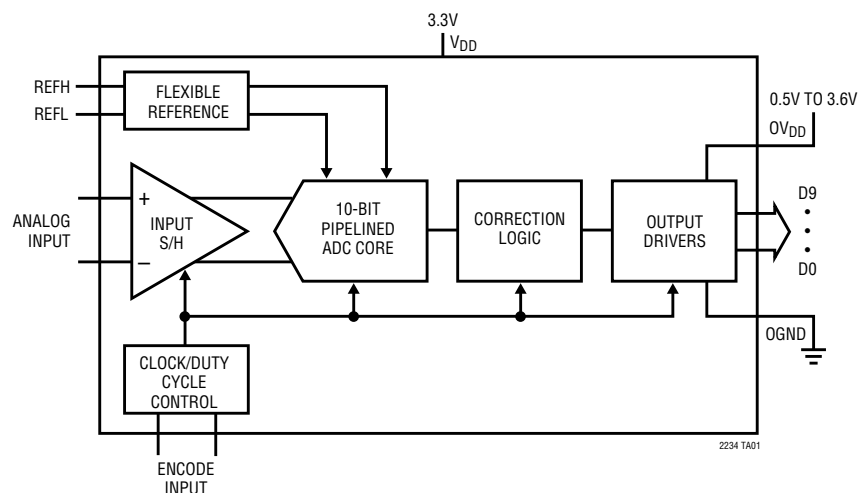 3.3V
VDD
REFH
REFL
FLEXIBLE
REFERENCE
0.5V TO 3.6V
OVDD
ANALOG
INPUT
+
–
INPUT
S/H
10-BIT
PIPELINED
ADC CORE
CORRECTION
LOGIC
OUTPUT
DRIVERS
D9
•
•
•
D0
OGND
CLOCK/DUTY
CYCLE
CONTROL
2234 TA01
ENCODE
INPUT